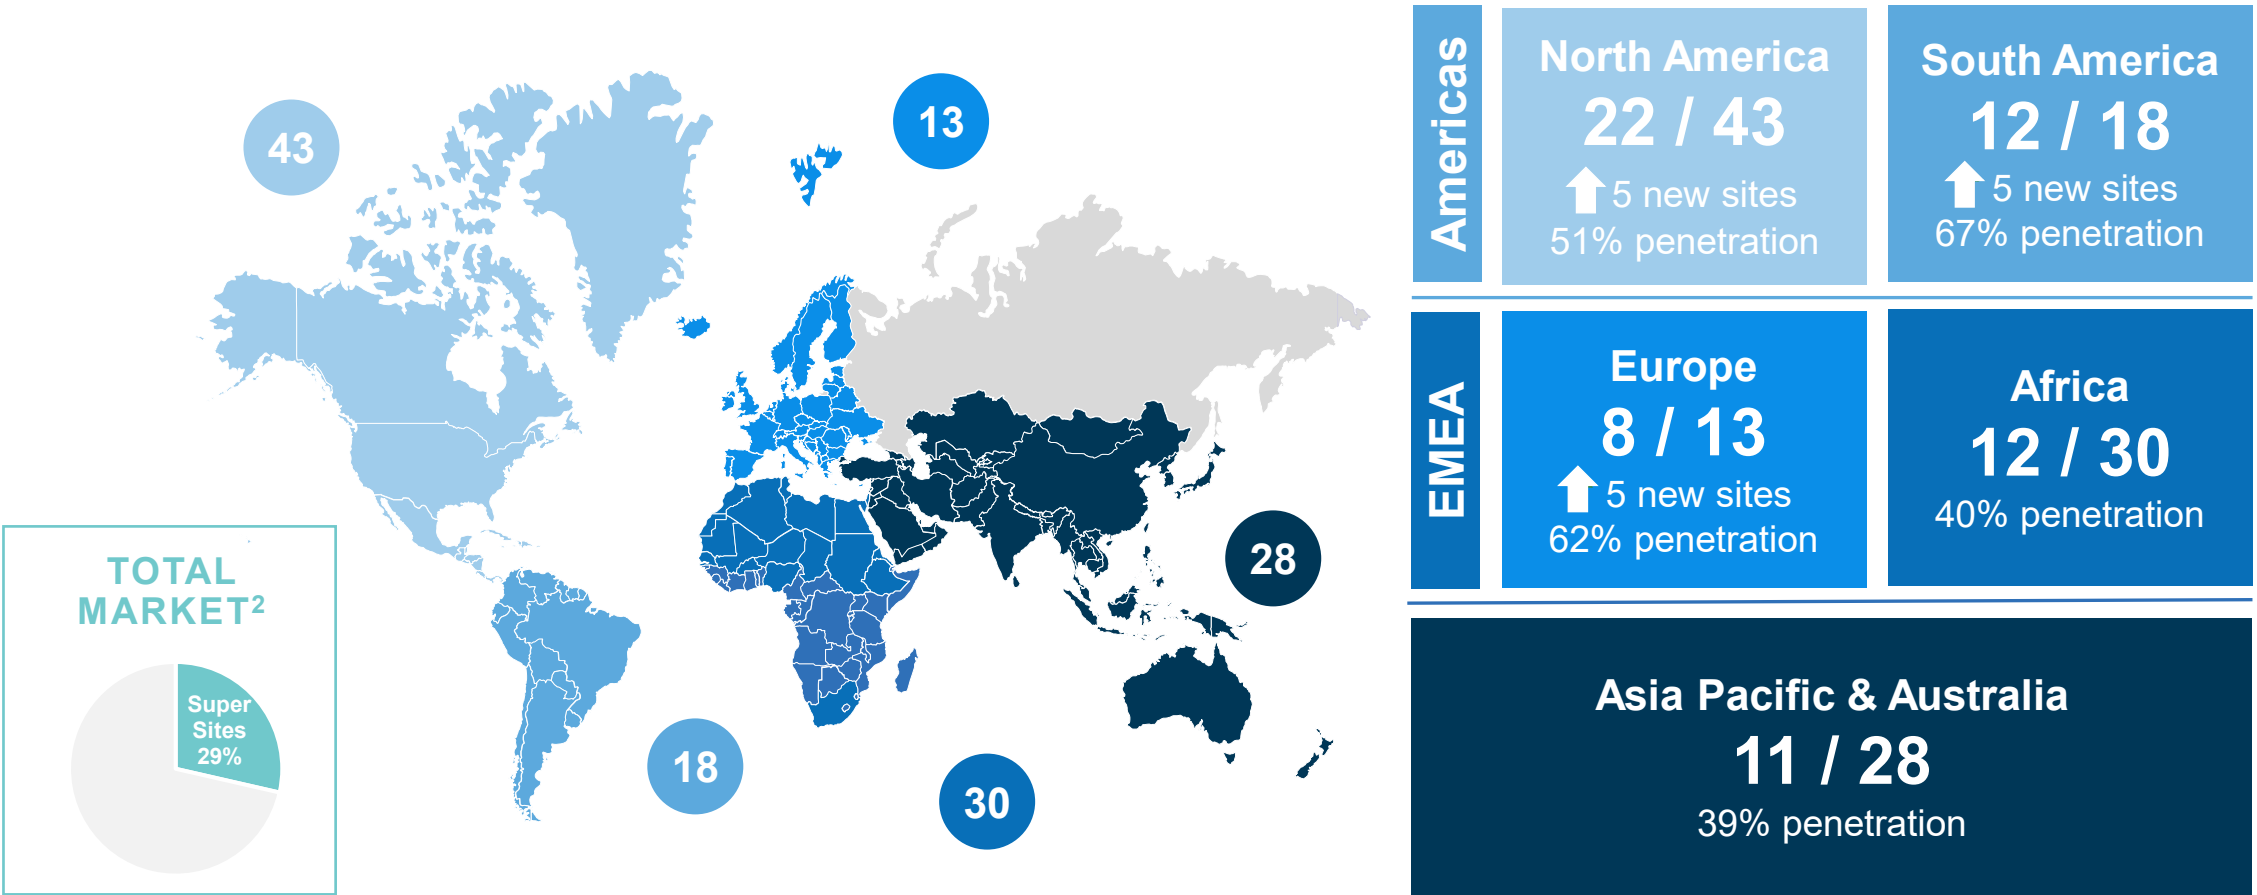 43
13
28
18
30
TOTAL
MARKET²
Super
Sites
29%
Americas
North America
22 / 43
5 new sites
51% penetration
South America
12 / 18
5 new sites
67% penetration
EMEA
Europe
8 / 13
5 new sites
62% penetration
Africa
12 / 30
40% penetration
Asia Pacific & Australia
11 / 28
39% penetration